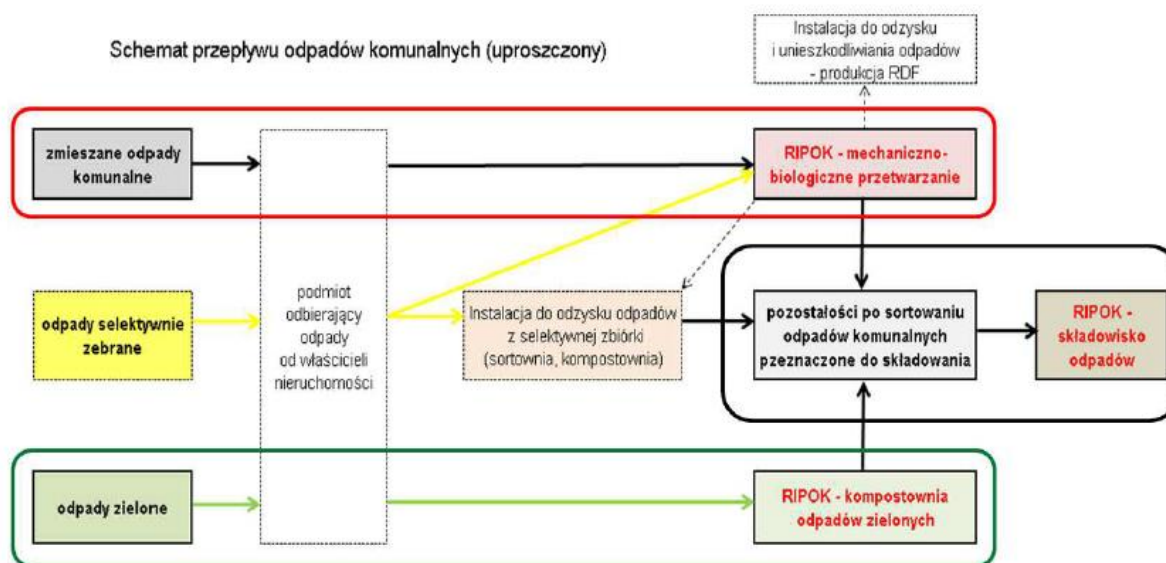 Schemat przepływu odpadów komunalnych (uproszczony)
Instalacja do odzysku
i unieszkodliwiania odpadów
- produkcja RDF
zmieszane odpady
komunalne
RIPOK - mechaniczno-
biologiczne przetwarzanie
odpady selektywnie
zebrane
podmiot
odbierający
odpady
od właścicieli
nieruchomości
Instalacja do odzysku odpadów
z selektywnej zbiórki
(sortownia, kompostownia)
pozostałości po sortowaniu
odpadów komunalnych
pzeznaczone do składowania
RIPOK -
składowisko
odpadów
odpady zielone
RIPOK - kompostownia
odpadów zielonych